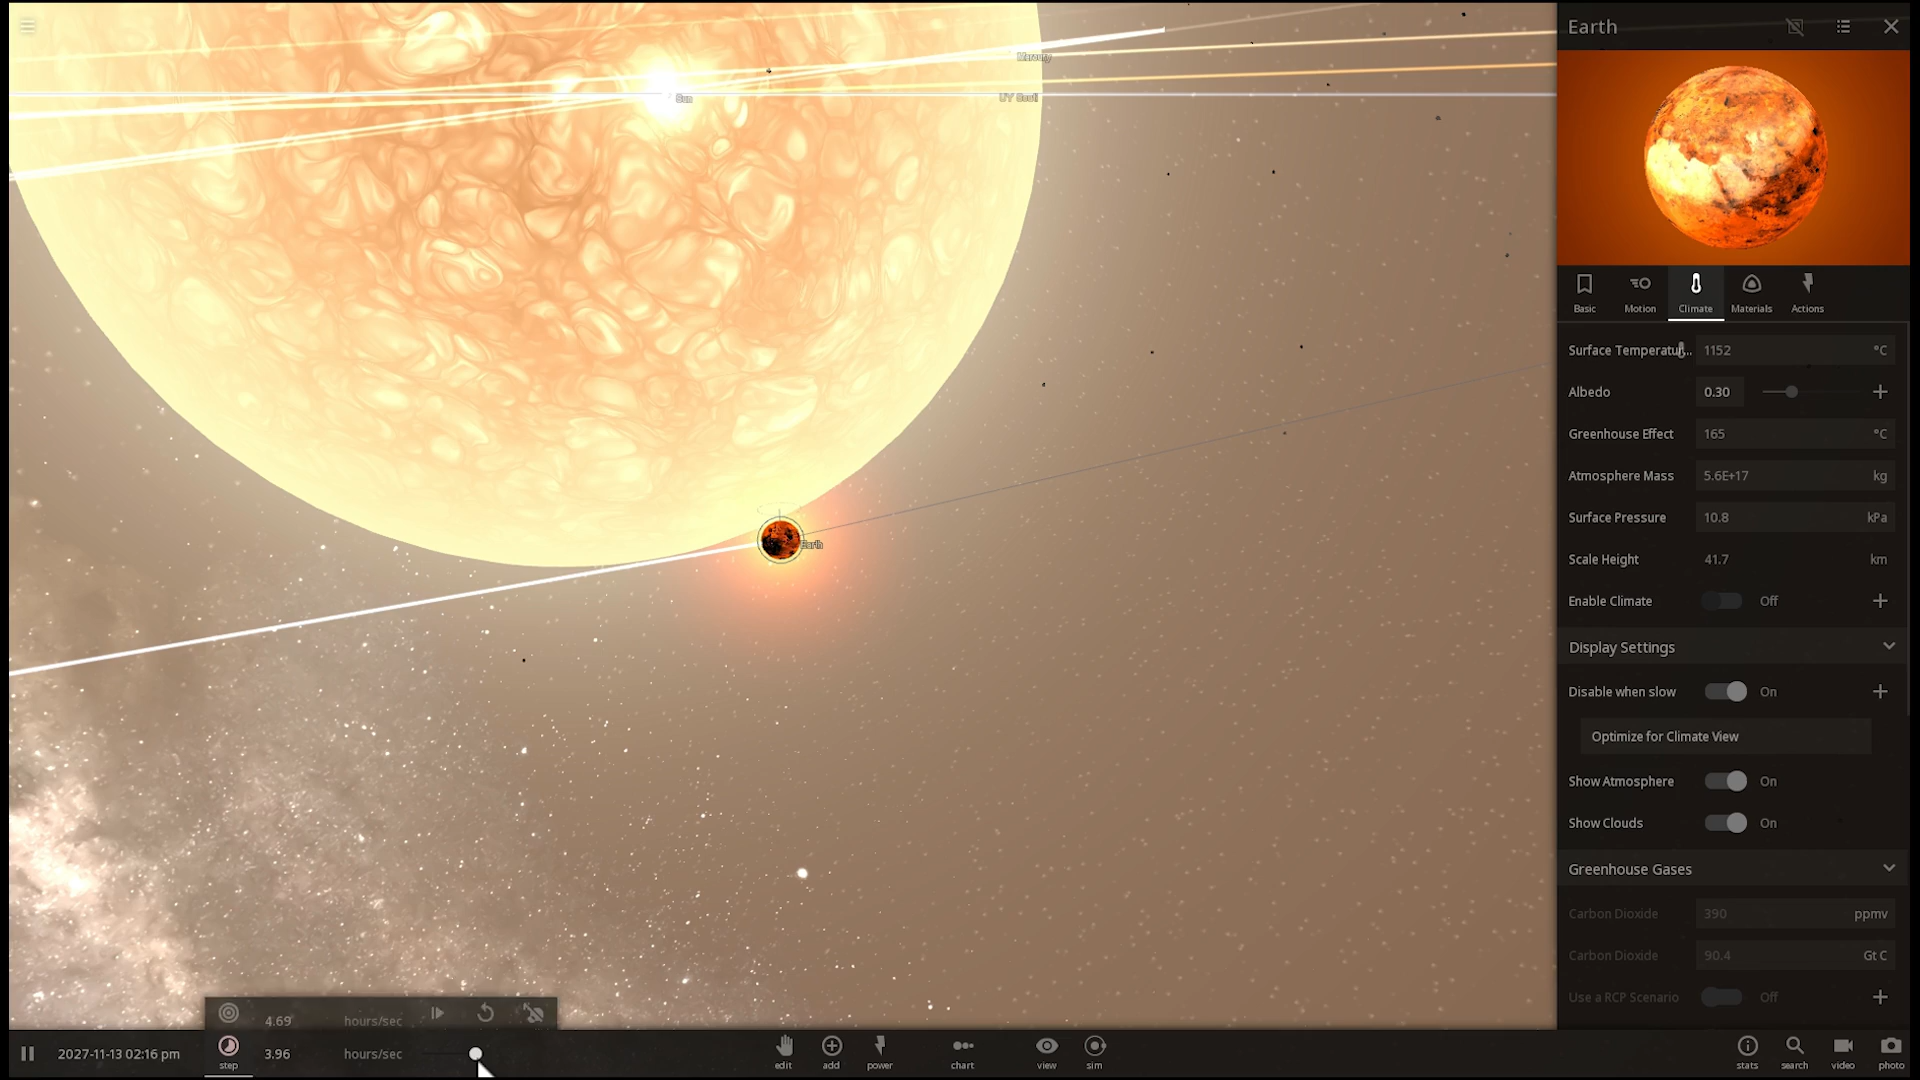 Earth
Mercury
Sun
UY Scuti
Basic
Motion
Climate
Materials
Actions
Surface Temperatur...
1152
°C
Albedo
0.30
Greenhouse Effect
165
°C
Atmosphere Mass
5.6E+17
kg
Surface Pressure
10.8
kPa
Earth
Scale Height
41.7
km
Enable Climate
Off
Display Settings
Disable when slow
On
Optimize for Climate View
Show Atmosphere
On
Show Clouds
On
Greenhouse Gases
Carbon Dioxide
390
ppmv
Carbon Dioxide
90.4
Gt C
Use a RCP Scenario
Off
4.69
hours/sec
2027-11-13 02:16 pm
step
3.96
hours/sec
edit
add
power
chart
view
sim
stats
search
video
photo